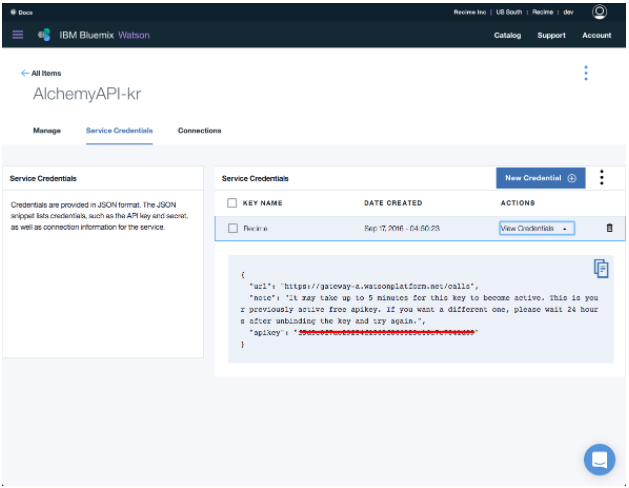 Docs
Recime Inc | US South : Recime : dev
IBM Bluemix Watson
Catalog Support Account
← All Items
AlchemyAPI-kr
Manage Service Credentials Connections
Service Credentials
Credentials are provided in JSON format. The JSON
snippet lists credentials, such as the API key and secret,
as well as connection information for the service.
Service Credentials
New Credential
KEY NAME DATE CREATED ACTIONS
Recime Sep 17, 2016 - 04:50:23 View Credentials
{
"url": "https://gateway-a.watsonplatform.net/calls",
"note": "It may take up to 5 minutes for this key to become active. This is you
r previously active free apikey. If you want a different one, please wait 24 hour
s after unbinding the key and try again.",
"apikey": "
}